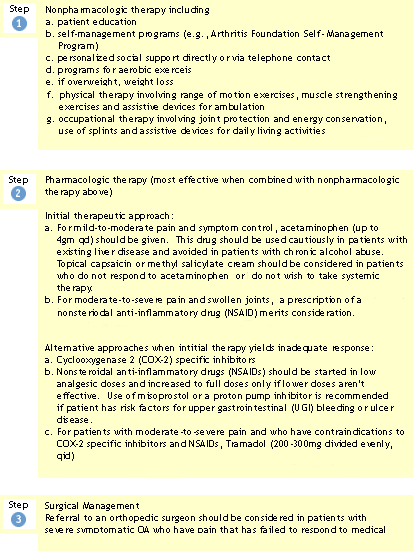 Step
1
Nonpharmacologic therapy including
a. patient education
b. self-management programs (e.g., Arthritis Foundation Self-Management
Program)
c. personalized social support directly or via telephone contact
d. programs for aerobic exerceis
e. if overweight, weight loss
f. physical therapy involving range of motion exercises, muscle strengthening
exercises and assistive devices for ambulation
g. occupational therapy involving joint protection and energy conservation,
use of splints and assistive devices for daily living activities
Step
2
Pharmacologic therapy (most effective when combined with nonpharmacologic
therapy above)
Initial therapeutic approach:
a. For mild-to-moderate pain and symptom control, acetaminophen (up to
4gm qd) should be given. This drug should be used cautiously in patients with
existing liver disease and avoided in patients with chronic alcohol abuse.
Topical capsaicin or methyl salicylate cream should be considered in patients
who do not respond to acetaminophen or do not wish to take systemic
therapy.
b. For moderate-to-severe pain and swollen joints, a prescription of a
nonsteriodal anti-inflammatory drug (NSAID) merits consideration.
Alternative approaches when intitial therapy yields inadequate response:
a. Cyclooxygenase 2 (COX-2) specific inhibitors
b. Nonsteroidal anti-inflammatory drugs (NSAIDs) should be started in low
analgesic doses and increased to full doses only if lower doses aren't
effective. Use of misoprostol or a proton pump inhibitor is recommended
if patient has risk factors for upper gastrointestinal (UGI) bleeding or ulcer
disease.
c. For patients with moderate-to-severe pain and who have contraindications to
COX-2 specific inhibitors and NSAIDs, Tramadol (200-300mg divided evenly,
qid)
Step
3
Surgical Management
Referral to an orthopedic surgeon should be considered in patients with
severe symptomatic OA who have pain that has failed to respond to medical